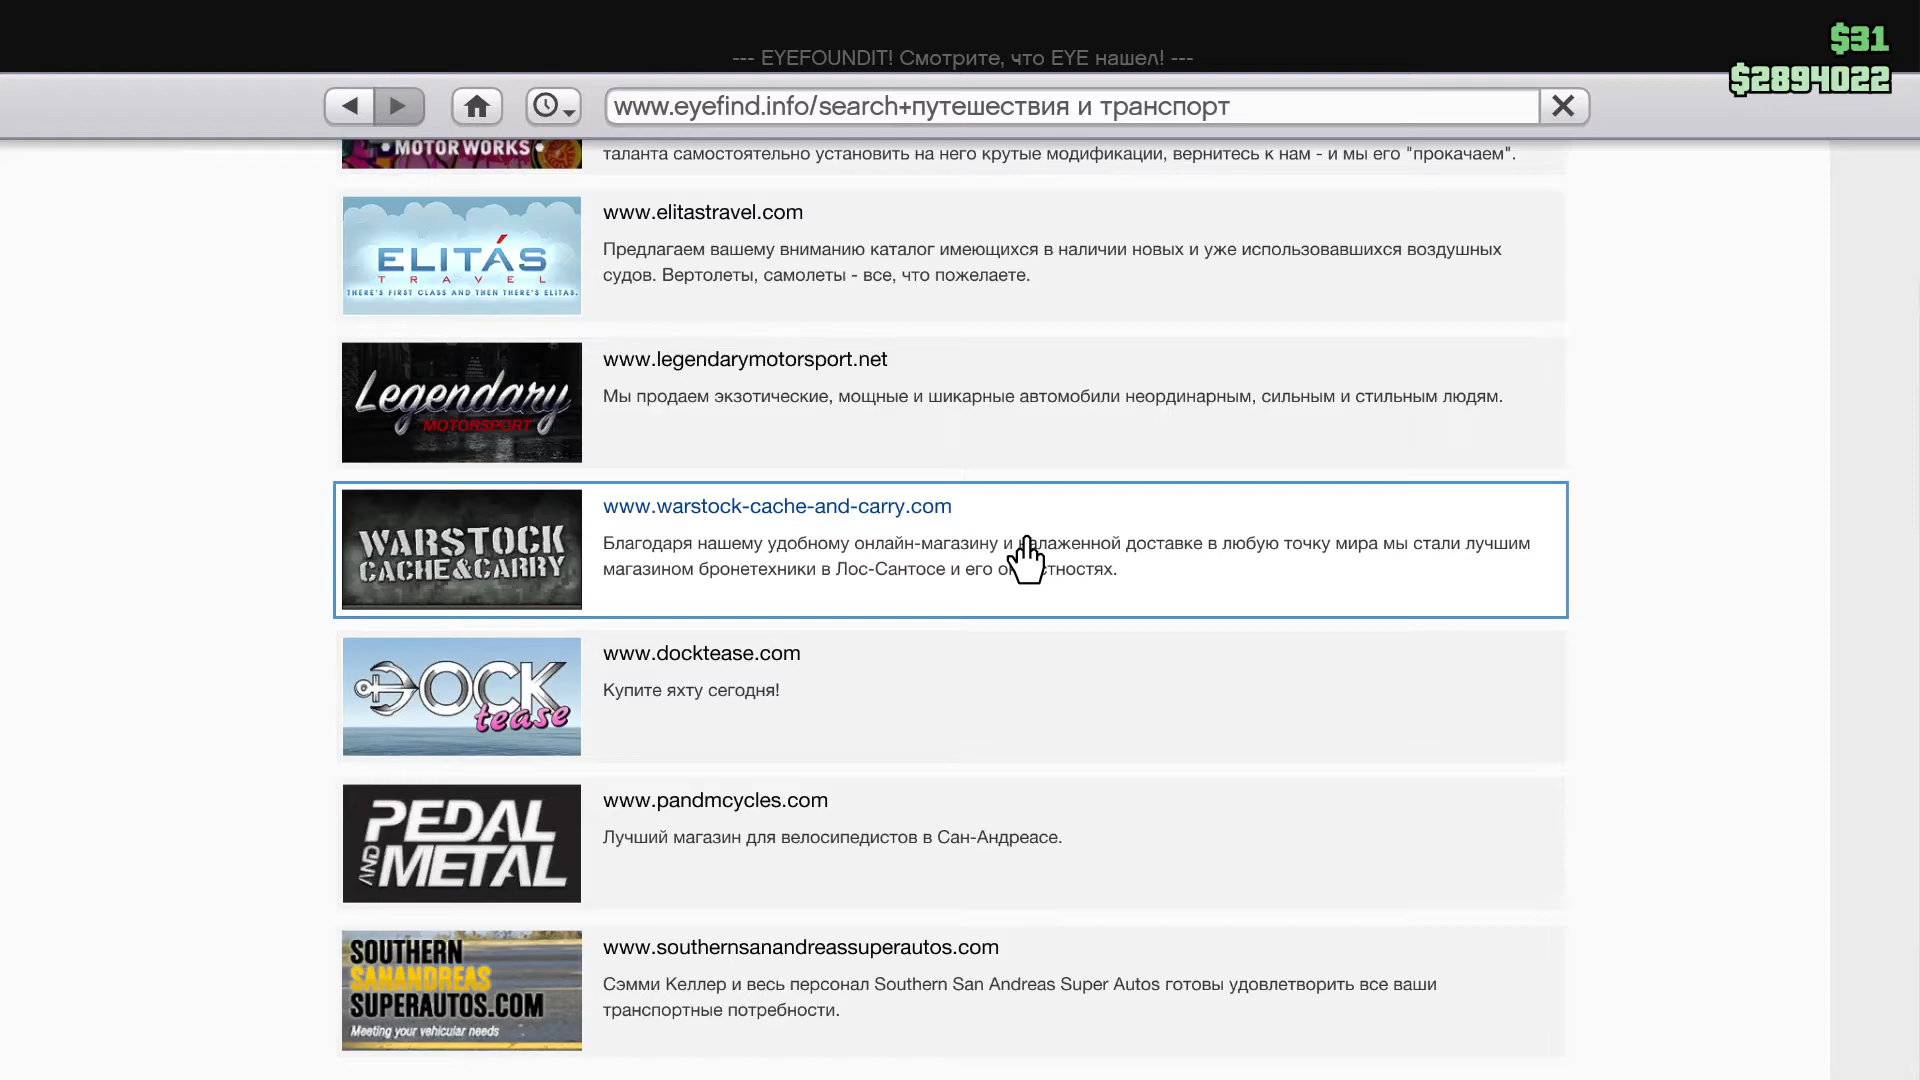 $31
--- EYEFOUNDIT! Смотрите, что EYE нашел! ---
$2894022
www.eyefind.info/search+путешествия и транспорт
•MOTOR WORKS•
таланта самостоятельно установить на него крутые модификации, вернитесь к нам - и мы его "прокачаем".
ELITÁS
TRAVEL
THERE'S FIRST CLASS AND THEN THERE'S ELITAS.
www.elitastravel.com
Предлагаем вашему вниманию каталог имеющихся в наличии новых и уже использовавшихся воздушных
судов. Вертолеты, самолеты - все, что пожелаете.
Legendary
MOTORSPORT
www.legendarymotorsport.net
Мы продаем экзотические, мощные и шикарные автомобили неординарным, сильным и стильным людям.
WARSTOCK
CACHE&CARRY
www.warstock-cache-and-carry.com
Благодаря нашему удобному онлайн-магазину и налаженной доставке в любую точку мира мы стали лучшим
магазином бронетехники в Лос-Сантосе и его окрестностях.
DOCK
tease
www.docktease.com
Купите яхту сегодня!
PEDAL
AND METAL
www.pandmcycles.com
Лучший магазин для велосипедистов в Сан-Андреасе.
SOUTHERN
SANANDREAS
SUPERAUTOS.COM
Meeting your vehicular needs
www.southernsanandreassuperautos.com
Сэмми Келлер и весь персонал Southern San Andreas Super Autos готовы удовлетворить все ваши
транспортные потребности.